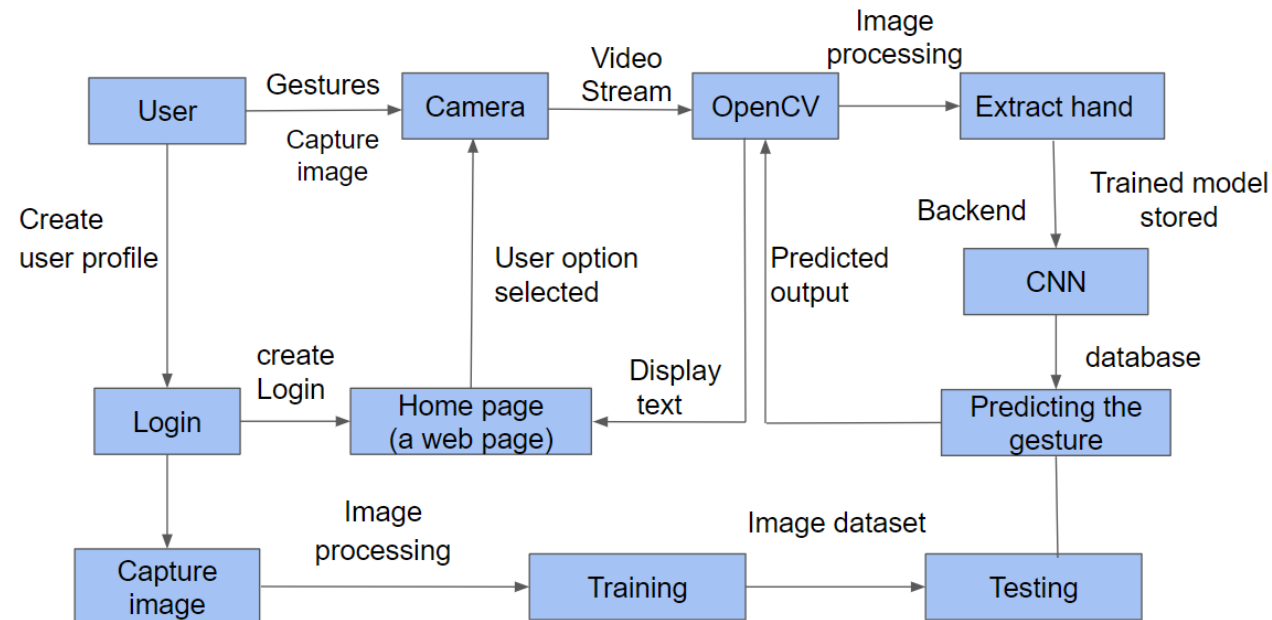 Image
processing
Video
Stream
Gestures
User
Camera
OpenCV
Extract hand
Capture
image
Trained model
stored
Backend
Create
user profile
User option
selected
Predicted
output
CNN
create
Login
Display
text
database
Login
Home page
(a web page)
Predicting the
gesture
Image
processing
Image dataset
Capture
image
Training
Testing